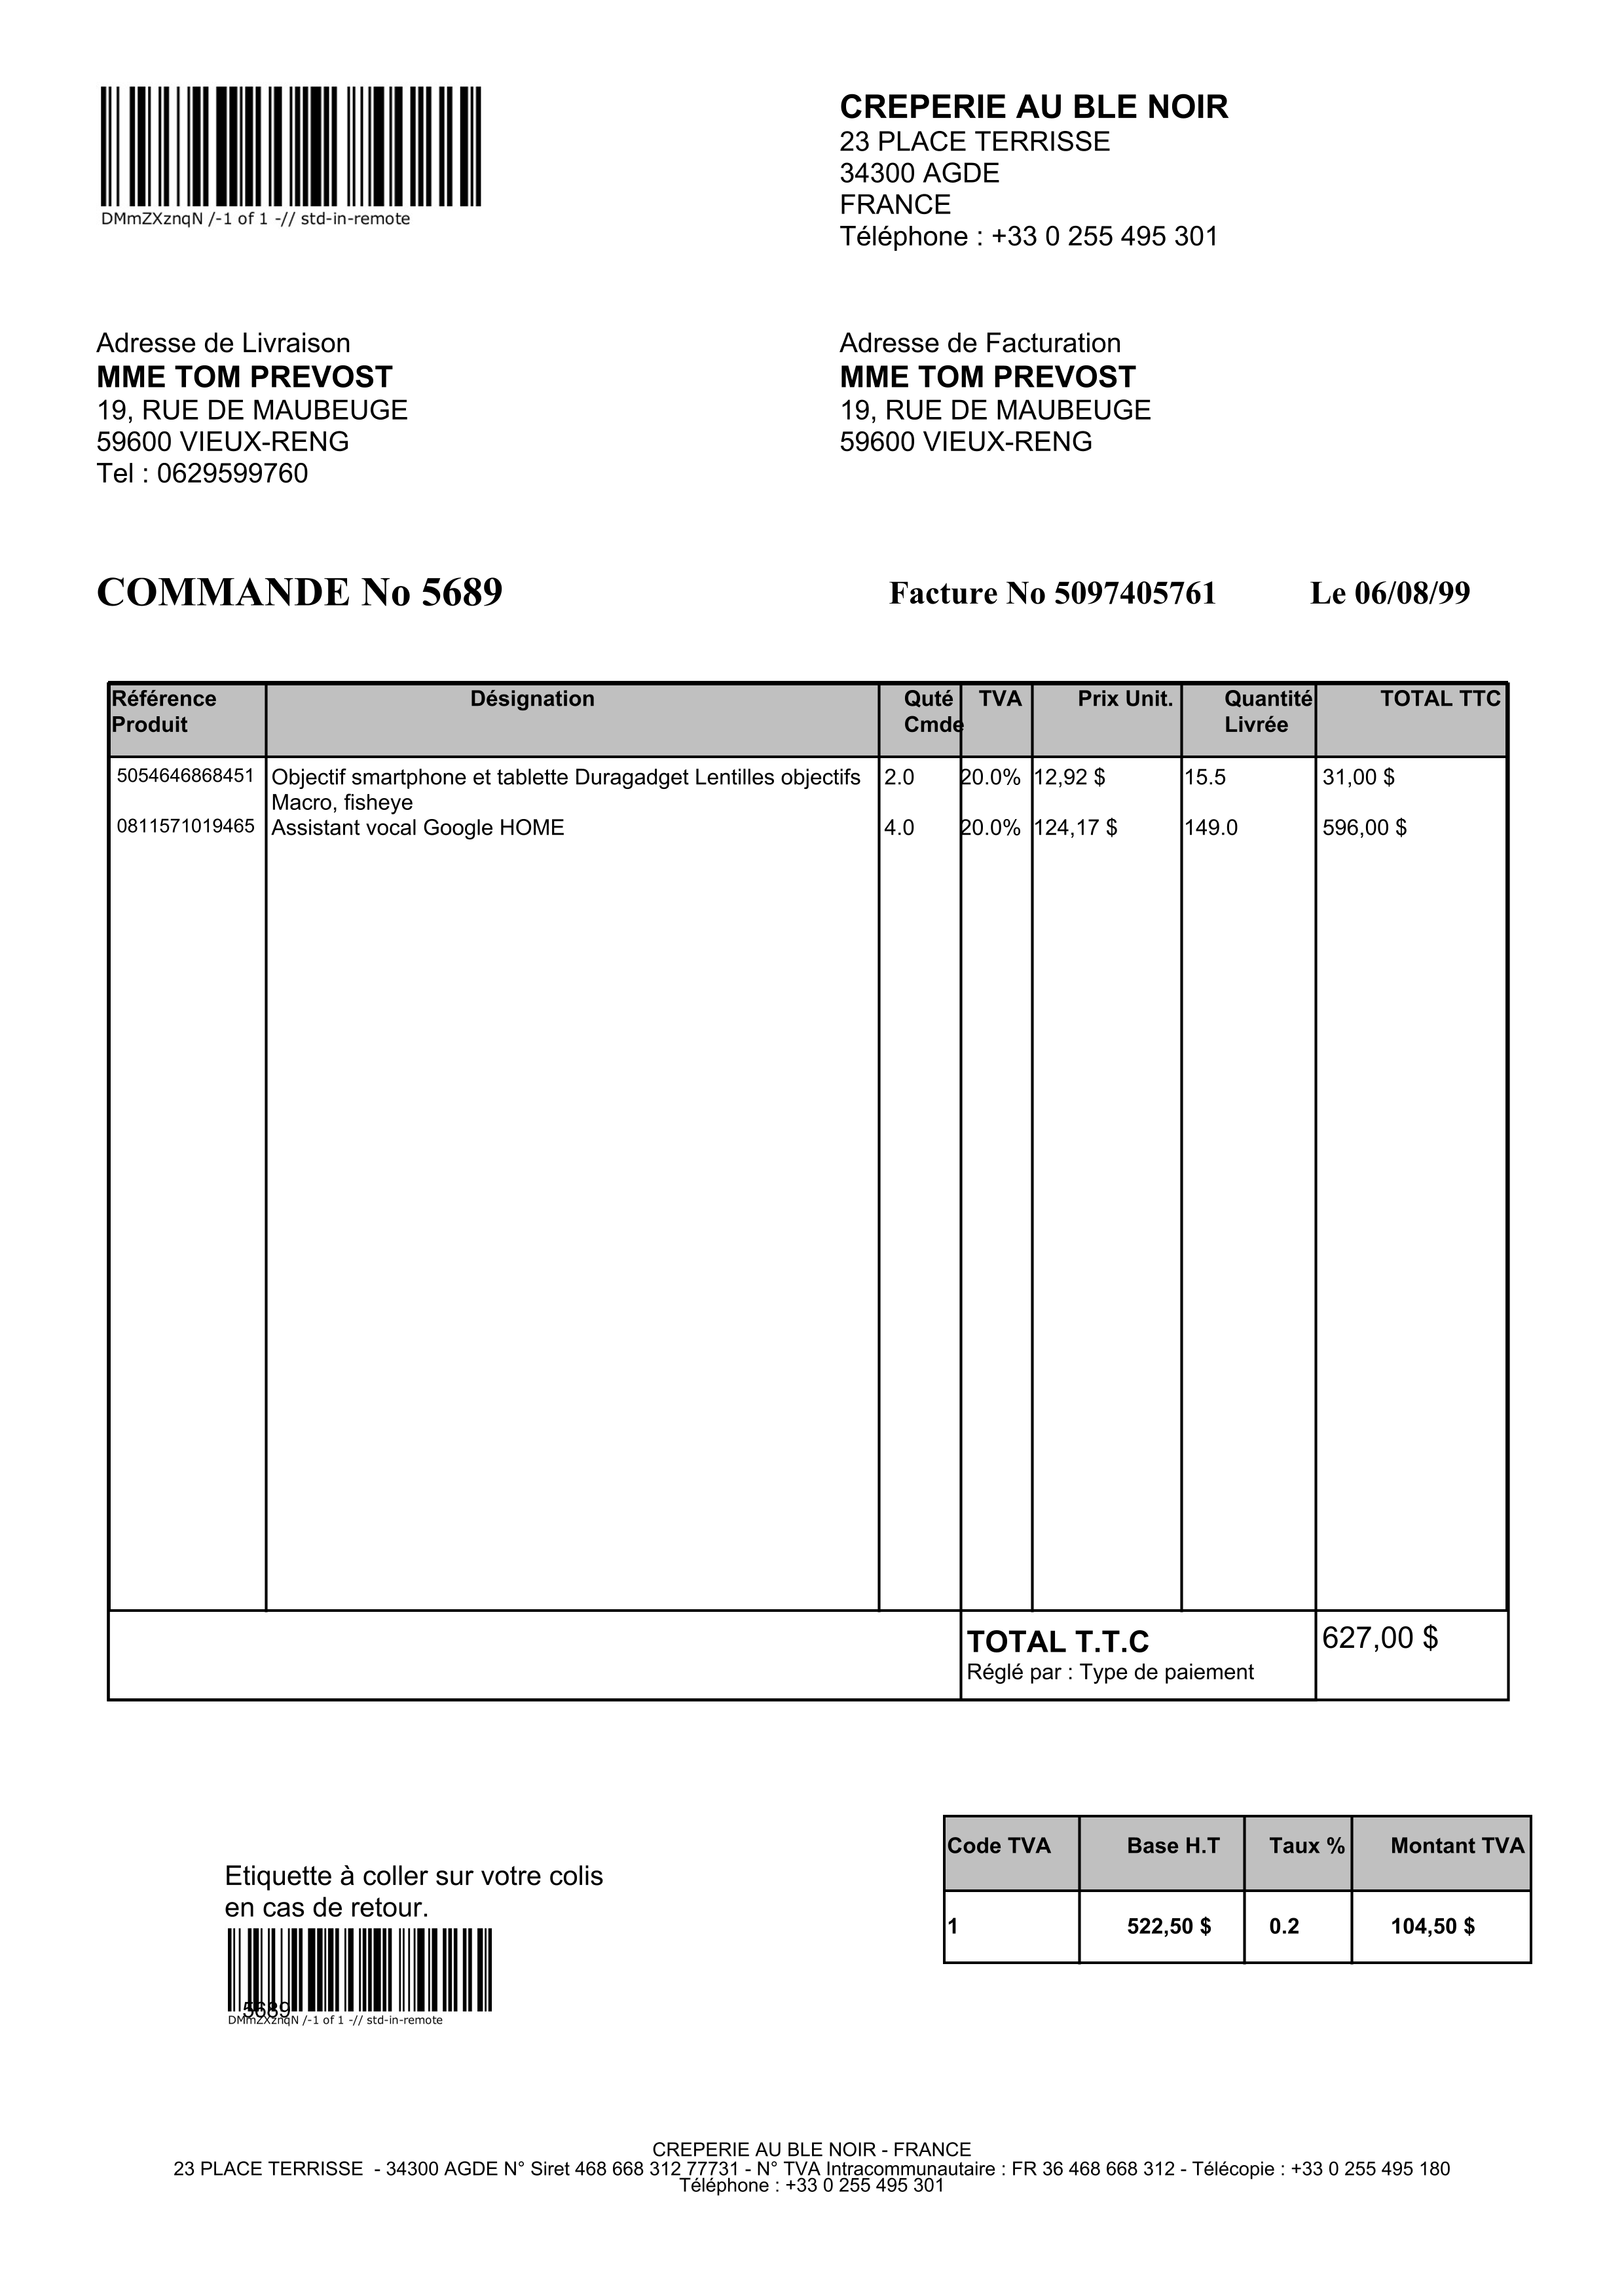 DMmZXznqN /-1 of 1 -// std-in-remote
CREPERIE AU BLE NOIR
23 PLACE TERRISSE
34300 AGDE
FRANCE
Téléphone : +33 0 255 495 301
Adresse de Livraison
MME TOM PREVOST
19, RUE DE MAUBEUGE
59600 VIEUX-RENG
Tel : 0629599760
Adresse de Facturation
MME TOM PREVOST
19, RUE DE MAUBEUGE
59600 VIEUX-RENG
COMMANDE No 5689 Facture No 5097405761 Le 06/08/99
Référence Désignation Quté TVA Prix Unit. Quantité TOTAL TTC
Produit Cmde Livrée
5054646868451 Objectif smartphone et tablette Duragadget Lentilles objectifs 2.0 20.0% 12,92 $ 15.5 31,00 $
Macro, fisheye
0811571019465 Assistant vocal Google HOME 4.0 20.0% 124,17 $ 149.0 596,00 $
TOTAL T.T.C 627,00 $
Réglé par : Type de paiement
Code TVA Base H.T Taux % Montant TVA
1 522,50 $ 0.2 104,50 $
Etiquette à coller sur votre colis
en cas de retour.
5689
DMmZXznqN /-1 of 1 -// std-in-remote
CREPERIE AU BLE NOIR - FRANCE
23 PLACE TERRISSE - 34300 AGDE N° Siret 468 668 312 77731 - N° TVA Intracommunautaire : FR 36 468 668 312 - Télécopie : +33 0 255 495 180
Téléphone : +33 0 255 495 301